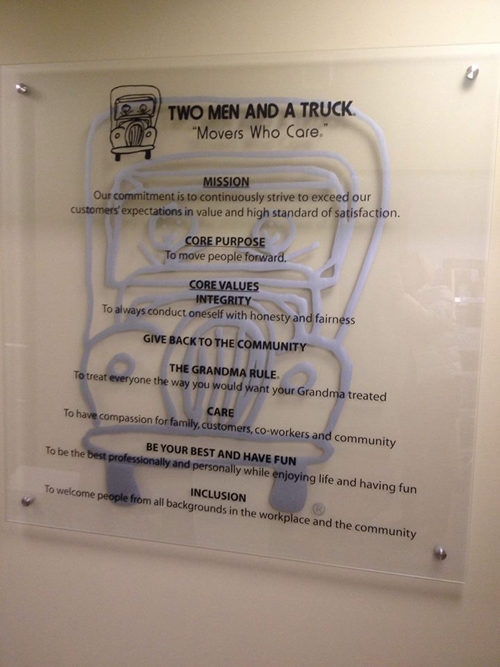 TWO MEN AND A TRUCK®
"Movers Who Care®"
MISSION
Our commitment is to continuously strive to exceed our
customers' expectations in value and high standard of satisfaction.
CORE PURPOSE
To move people forward.
CORE VALUES
INTEGRITY
To always conduct oneself with honesty and fairness
GIVE BACK TO THE COMMUNITY
THE GRANDMA RULE®
To treat everyone the way you would want your Grandma treated
CARE
To have compassion for family, customers, co-workers and community
BE YOUR BEST AND HAVE FUN
To be the best professionally and personally while enjoying life and having fun
INCLUSION
To welcome people from all backgrounds in the workplace and the community
®